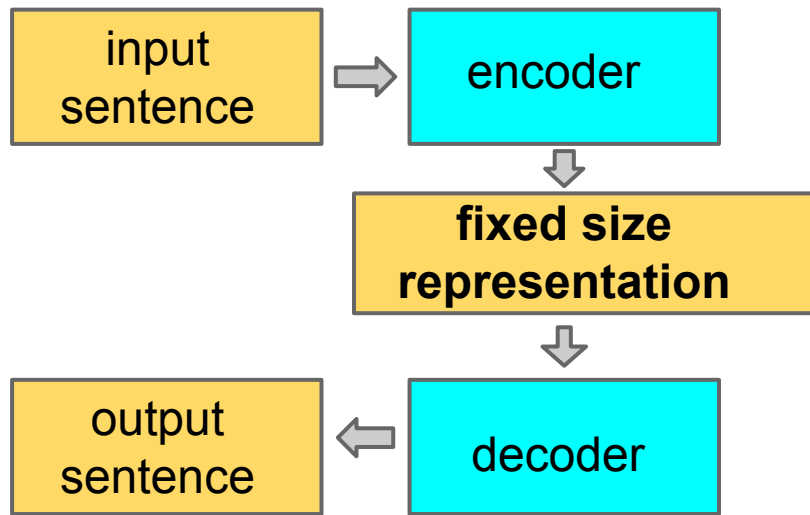 input
sentence
encoder
fixed size
representation
output
sentence
decoder